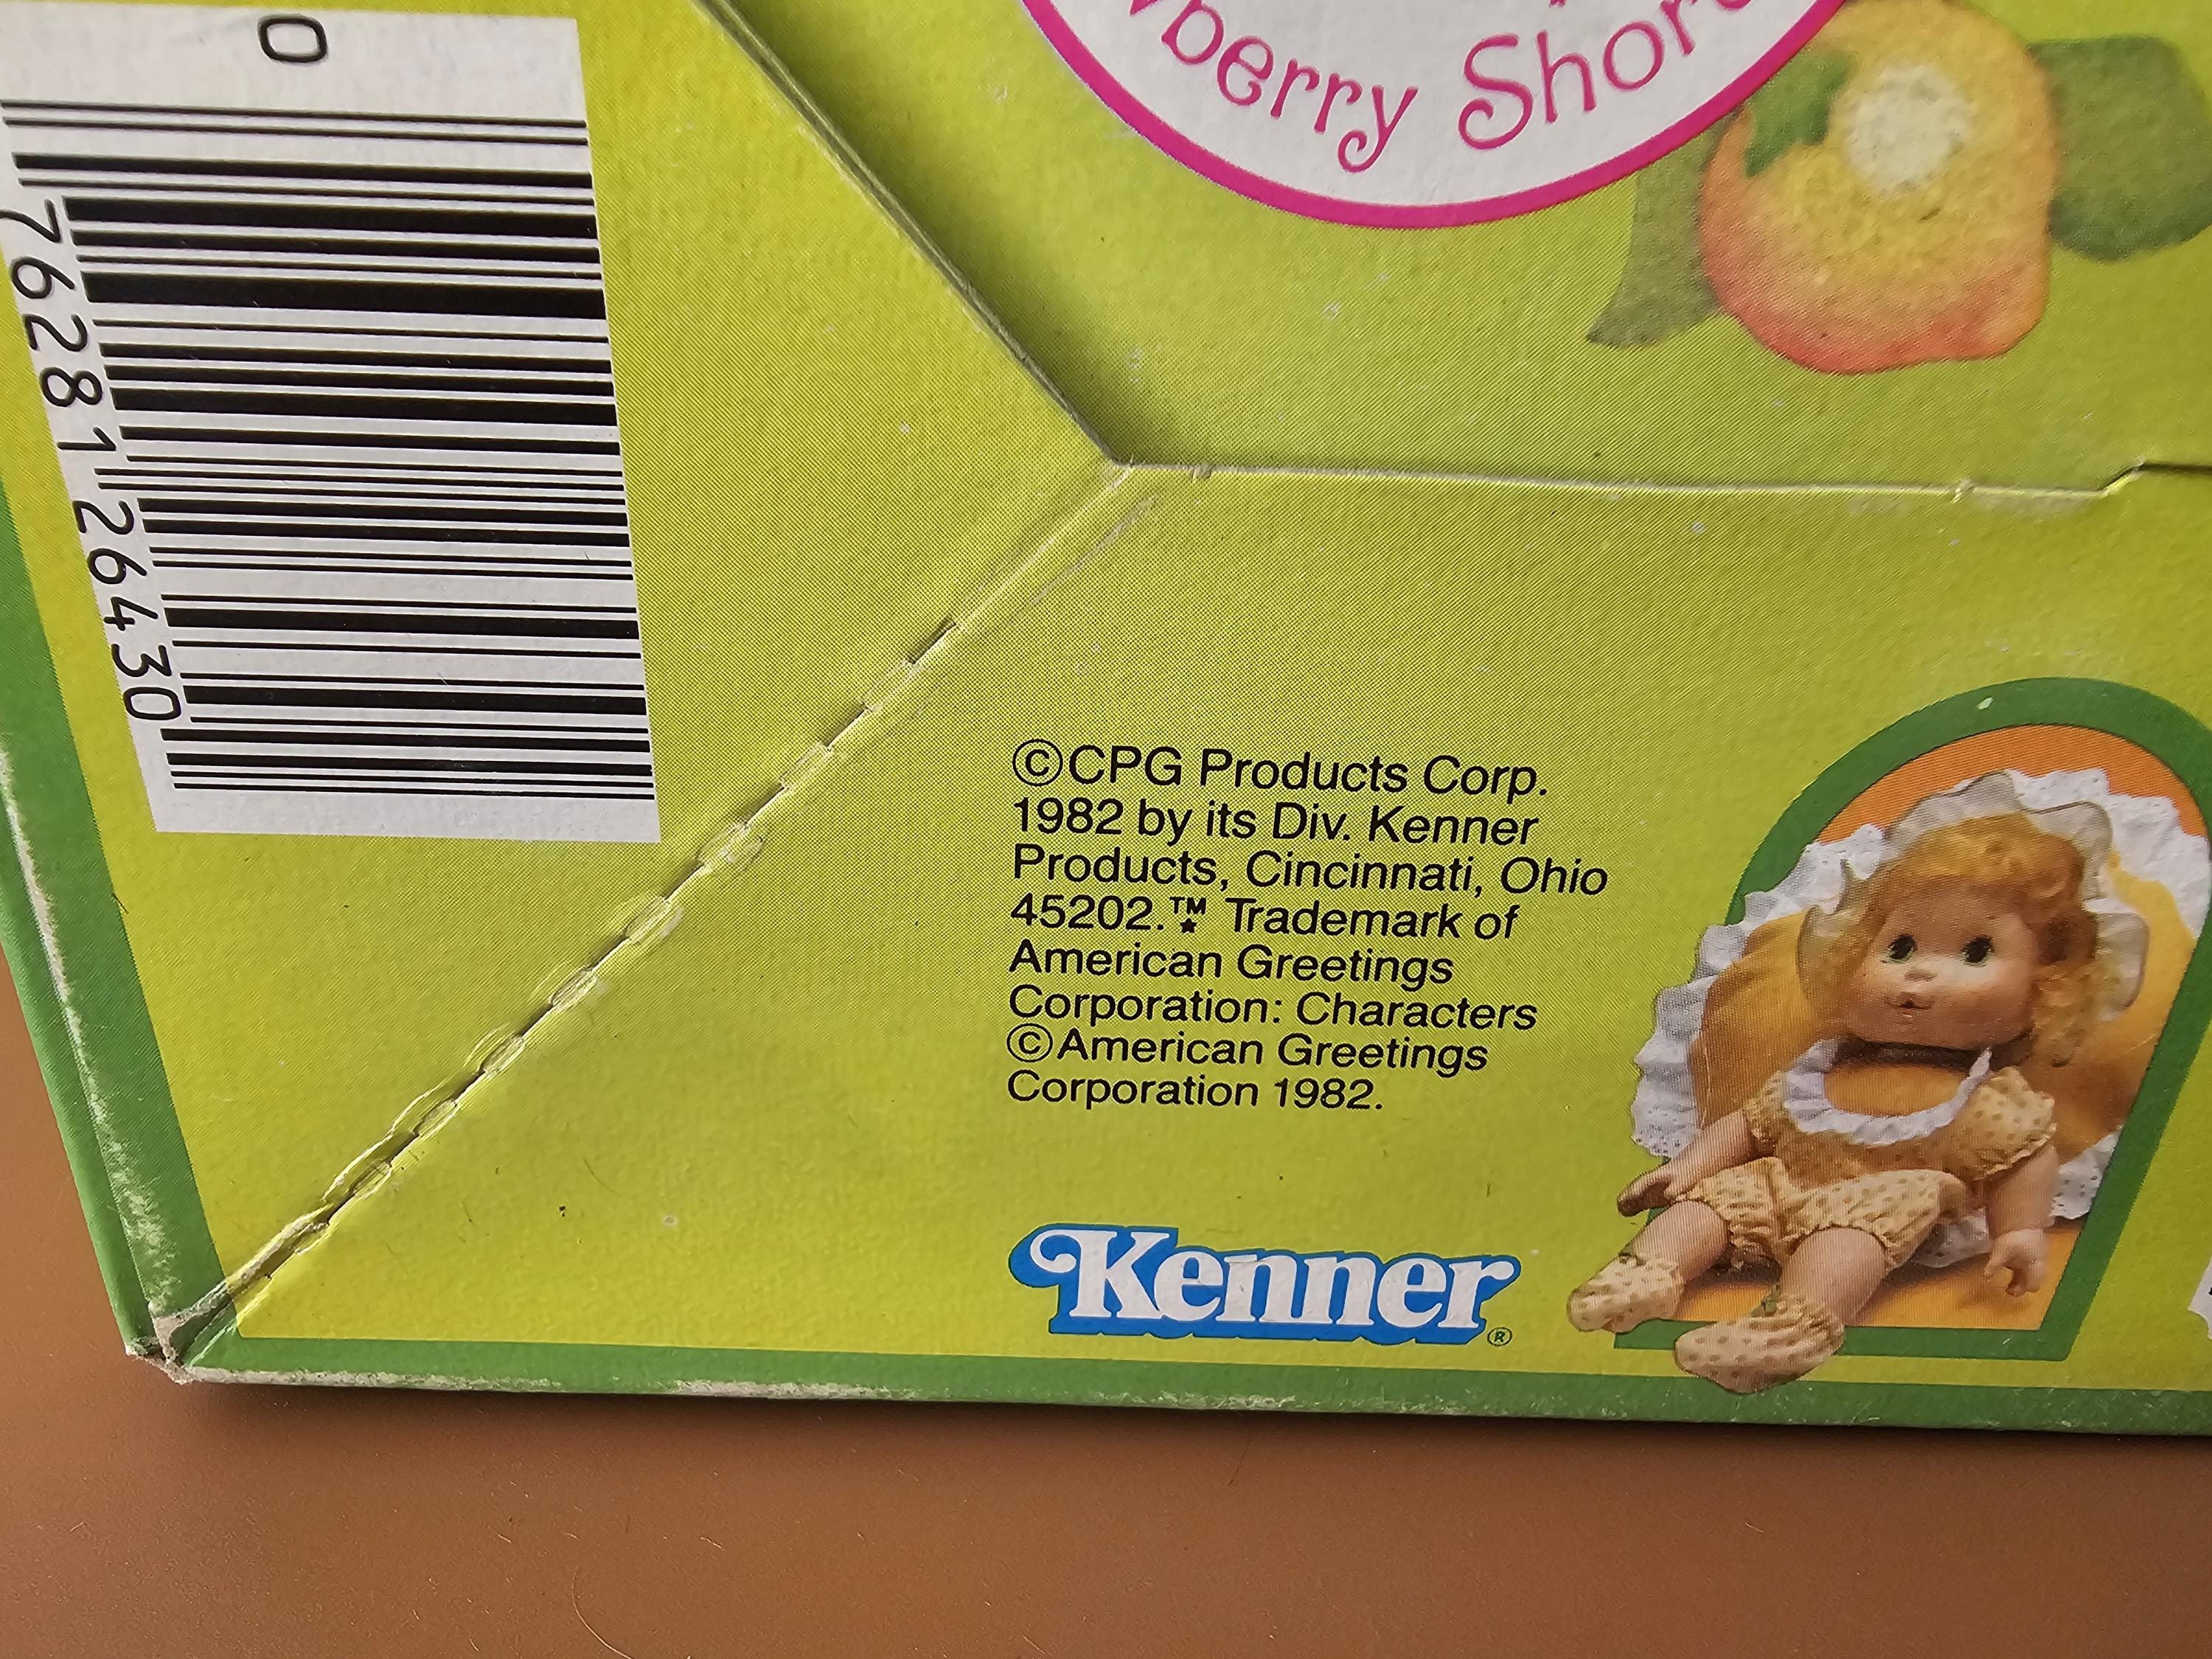 0
76281 26430
berry Shor
©CPG Products Corp.
1982 by its Div. Kenner
Products, Cincinnati, Ohio
45202.™ Trademark of
American Greetings
Corporation: Characters
©American Greetings
Corporation 1982.
Kenner®